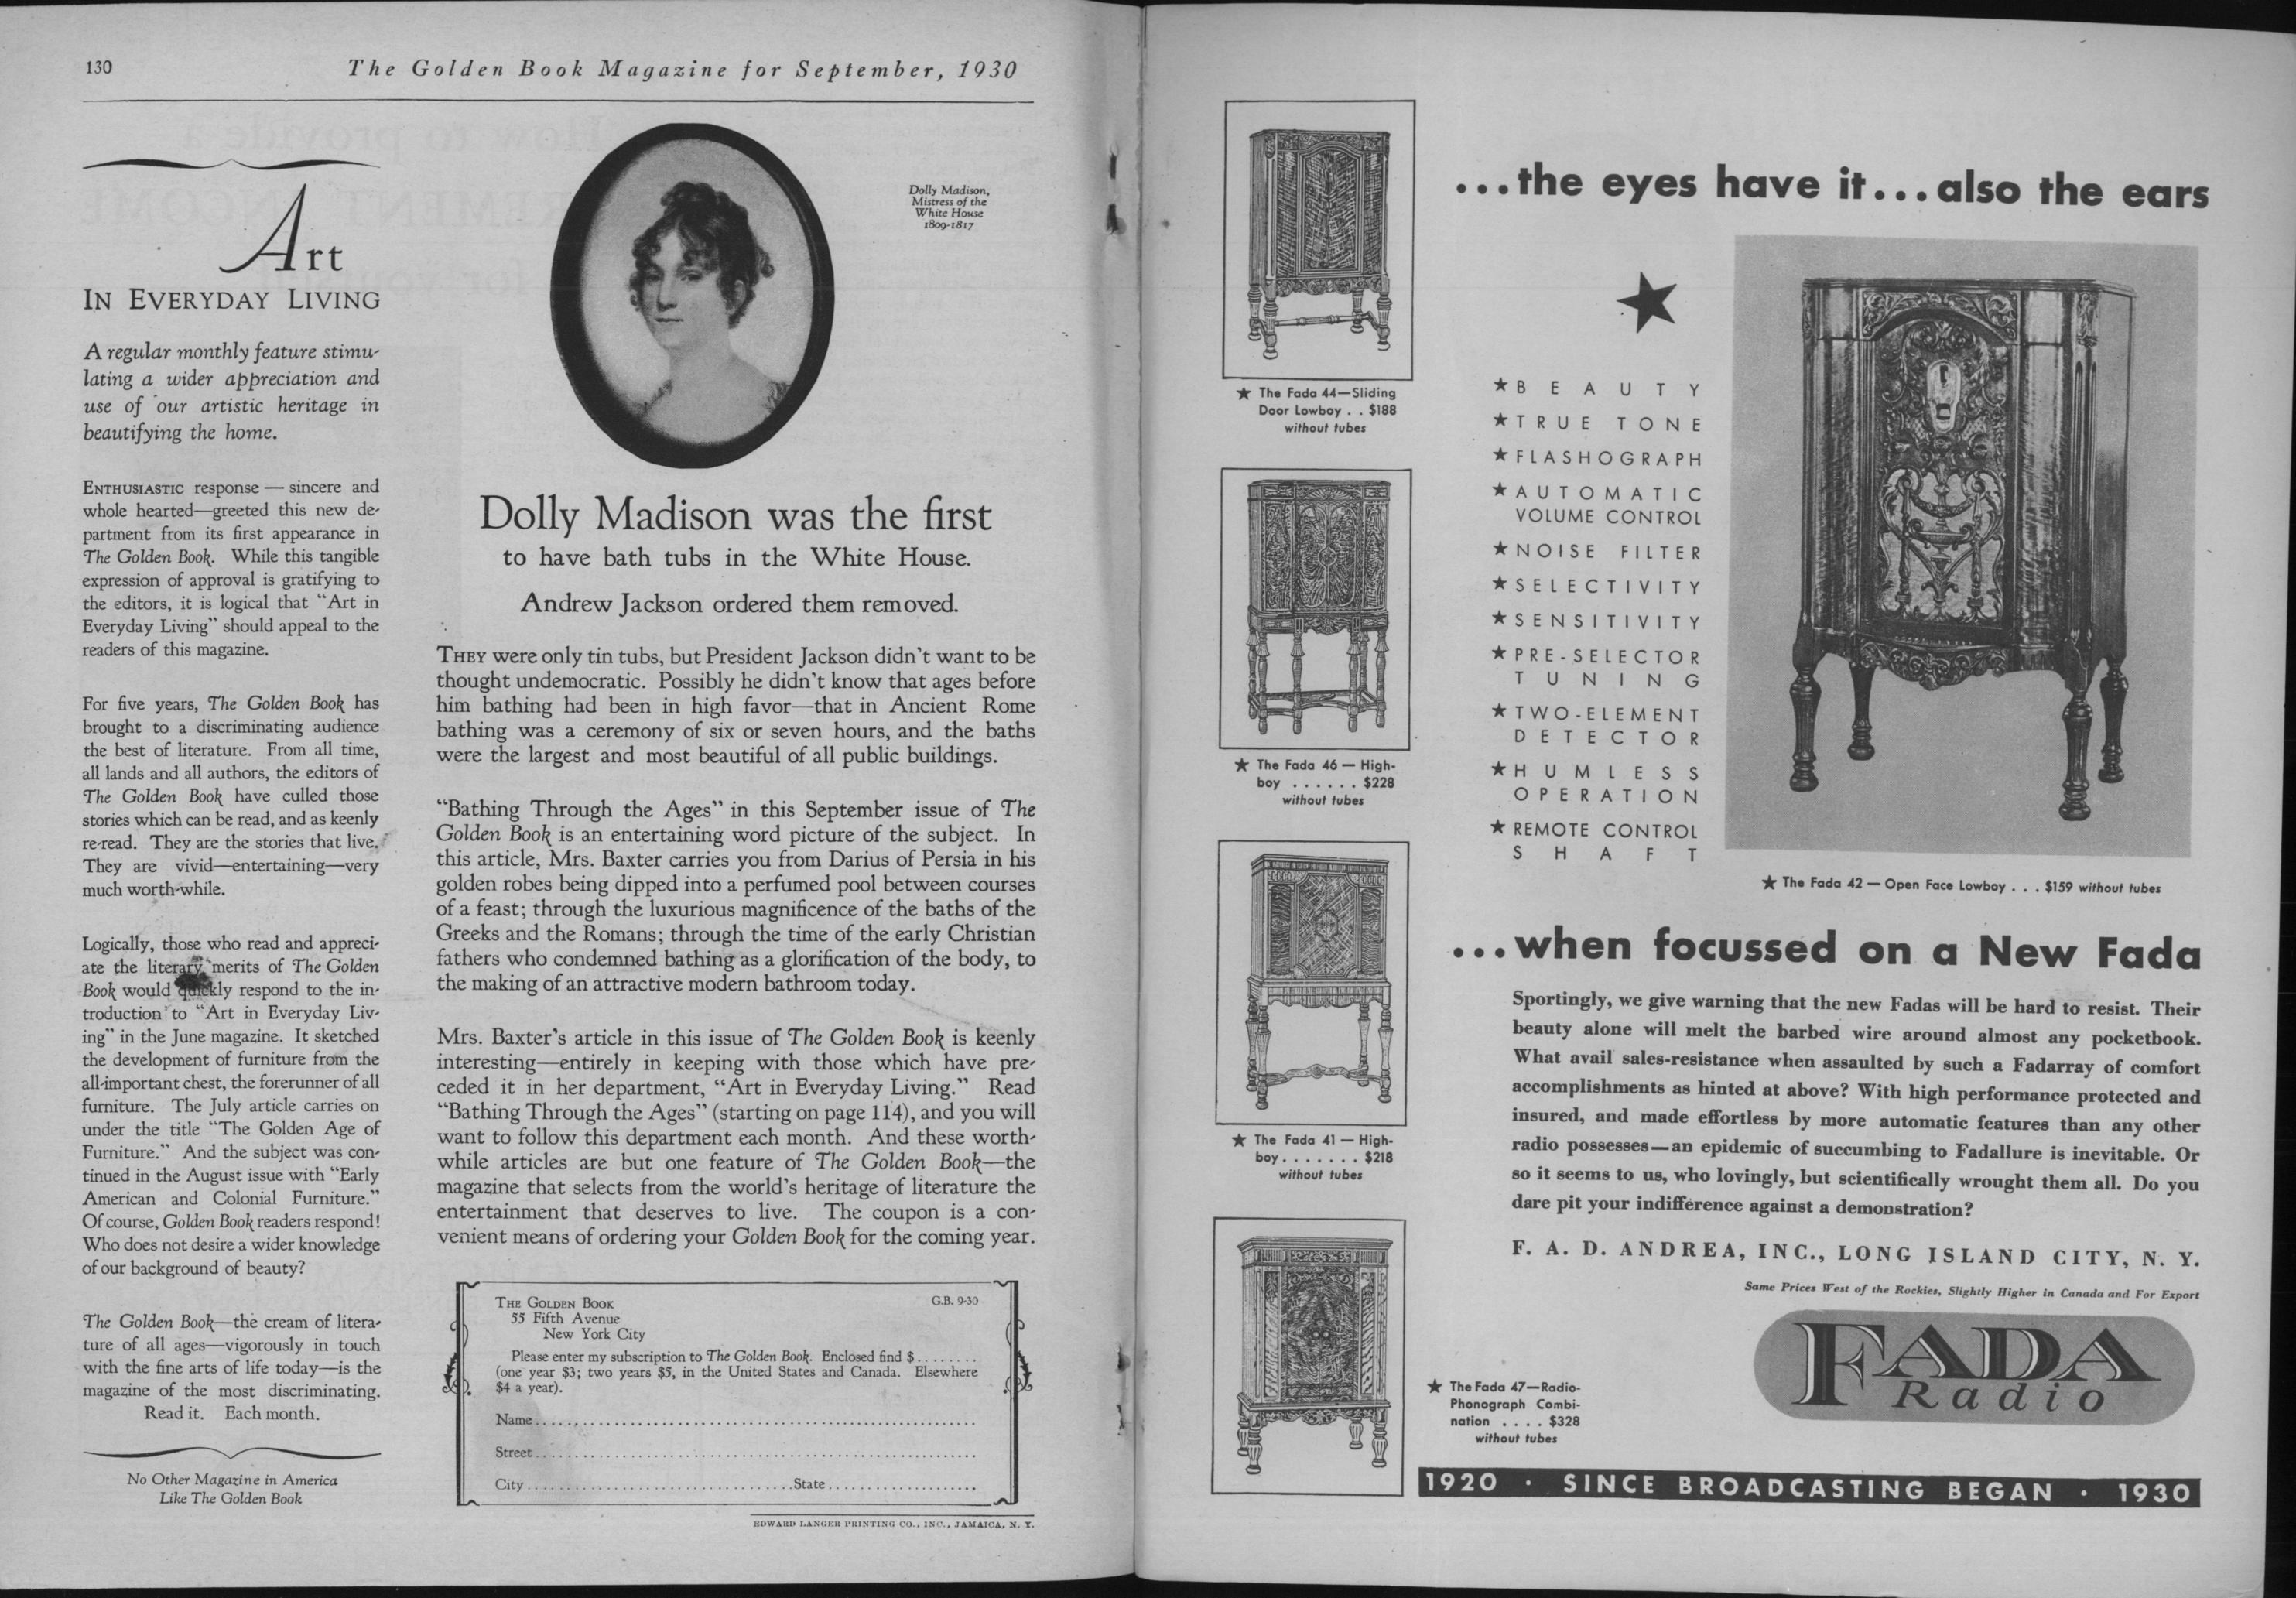 130
The Golden Book Magazine for September, 1930
Art
IN EVERYDAY LIVING
A regular monthly feature stimu-
lating a wider appreciation and
use of our artistic heritage in
beautifying the home.
ENTHUSIASTIC response — sincere and
whole hearted—greeted this new de-
partment from its first appearance in
The Golden Book. While this tangible
expression of approval is gratifying to
the editors, it is logical that "Art in
Everyday Living" should appeal to the
readers of this magazine.
For five years, The Golden Book has
brought to a discriminating audience
the best of literature. From all time,
all lands and all authors, the editors of
The Golden Book have culled those
stories which can be read, and as keenly
re-read. They are the stories that live.
They are vivid—entertaining—very
much worth-while.
Logically, those who read and appreci-
ate the literary merits of The Golden
Book would quickly respond to the in-
troduction to "Art in Everyday Liv-
ing" in the June magazine. It sketched
the development of furniture from the
all-important chest, the forerunner of all
furniture. The July article carries on
under the title "The Golden Age of
Furniture." And the subject was con-
tinued in the August issue with "Early
American and Colonial Furniture."
Of course, Golden Book readers respond!
Who does not desire a wider knowledge
of our background of beauty?
The Golden Book—the cream of litera-
ture of all ages—vigorously in touch
with the fine arts of life today—is the
magazine of the most discriminating.
Read it. Each month.
No Other Magazine in America
Like The Golden Book
Dolly Madison,
Mistress of the
White House
1809-1817
Dolly Madison was the first
to have bath tubs in the White House.
Andrew Jackson ordered them removed.
THEY were only tin tubs, but President Jackson didn't want to be
thought undemocratic. Possibly he didn't know that ages before
him bathing had been in high favor—that in Ancient Rome
bathing was a ceremony of six or seven hours, and the baths
were the largest and most beautiful of all public buildings.
"Bathing Through the Ages" in this September issue of The
Golden Book is an entertaining word picture of the subject. In
this article, Mrs. Baxter carries you from Darius of Persia in his
golden robes being dipped into a perfumed pool between courses
of a feast; through the luxurious magnificence of the baths of the
Greeks and the Romans; through the time of the early Christian
fathers who condemned bathing as a glorification of the body, to
the making of an attractive modern bathroom today.
Mrs. Baxter's article in this issue of The Golden Book is keenly
interesting—entirely in keeping with those which have pre-
ceded it in her department, "Art in Everyday Living." Read
"Bathing Through the Ages" (starting on page 114), and you will
want to follow this department each month. And these worth-
while articles are but one feature of The Golden Book—the
magazine that selects from the world's heritage of literature the
entertainment that deserves to live. The coupon is a con-
venient means of ordering your Golden Book for the coming year.
THE GOLDEN BOOK G.B. 9-30
55 Fifth Avenue
New York City
Please enter my subscription to The Golden Book. Enclosed find $........
(one year $3; two years $5, in the United States and Canada. Elsewhere
$4 a year).
Name......................................................
Street......................................................
City.................................State.....................
EDWARD LANGER PRINTING CO., INC., JAMAICA, N. Y.
★ The Fada 44—Sliding
Door Lowboy . . $188
without tubes
★ The Fada 46 — High-
boy . . . . . . $228
without tubes
★ The Fada 41 — High-
boy . . . . . . . $218
without tubes
★ The Fada 47—Radio-
Phonograph Combi-
nation . . . . $328
without tubes
...the eyes have it...also the ears
★ BEAUTY
★ TRUE TONE
★ FLASHOGRAPH
★ AUTOMATIC
VOLUME CONTROL
★ NOISE FILTER
★ SELECTIVITY
★ SENSITIVITY
★ PRE-SELECTOR
TUNING
★ TWO-ELEMENT
DETECTOR
★ HUMLESS
OPERATION
★ REMOTE CONTROL
SHAFT
★ The Fada 42 — Open Face Lowboy . . . $159 without tubes
...when focussed on a New Fada
Sportingly, we give warning that the new Fadas will be hard to resist. Their
beauty alone will melt the barbed wire around almost any pocketbook.
What avail sales-resistance when assaulted by such a Fadarray of comfort
accomplishments as hinted at above? With high performance protected and
insured, and made effortless by more automatic features than any other
radio possesses—an epidemic of succumbing to Fadallure is inevitable. Or
so it seems to us, who lovingly, but scientifically wrought them all. Do you
dare pit your indifference against a demonstration?
F. A. D. ANDREA, INC., LONG ISLAND CITY, N. Y.
Same Prices West of the Rockies, Slightly Higher in Canada and For Export
FADA
Radio
1920 · SINCE BROADCASTING BEGAN · 1930